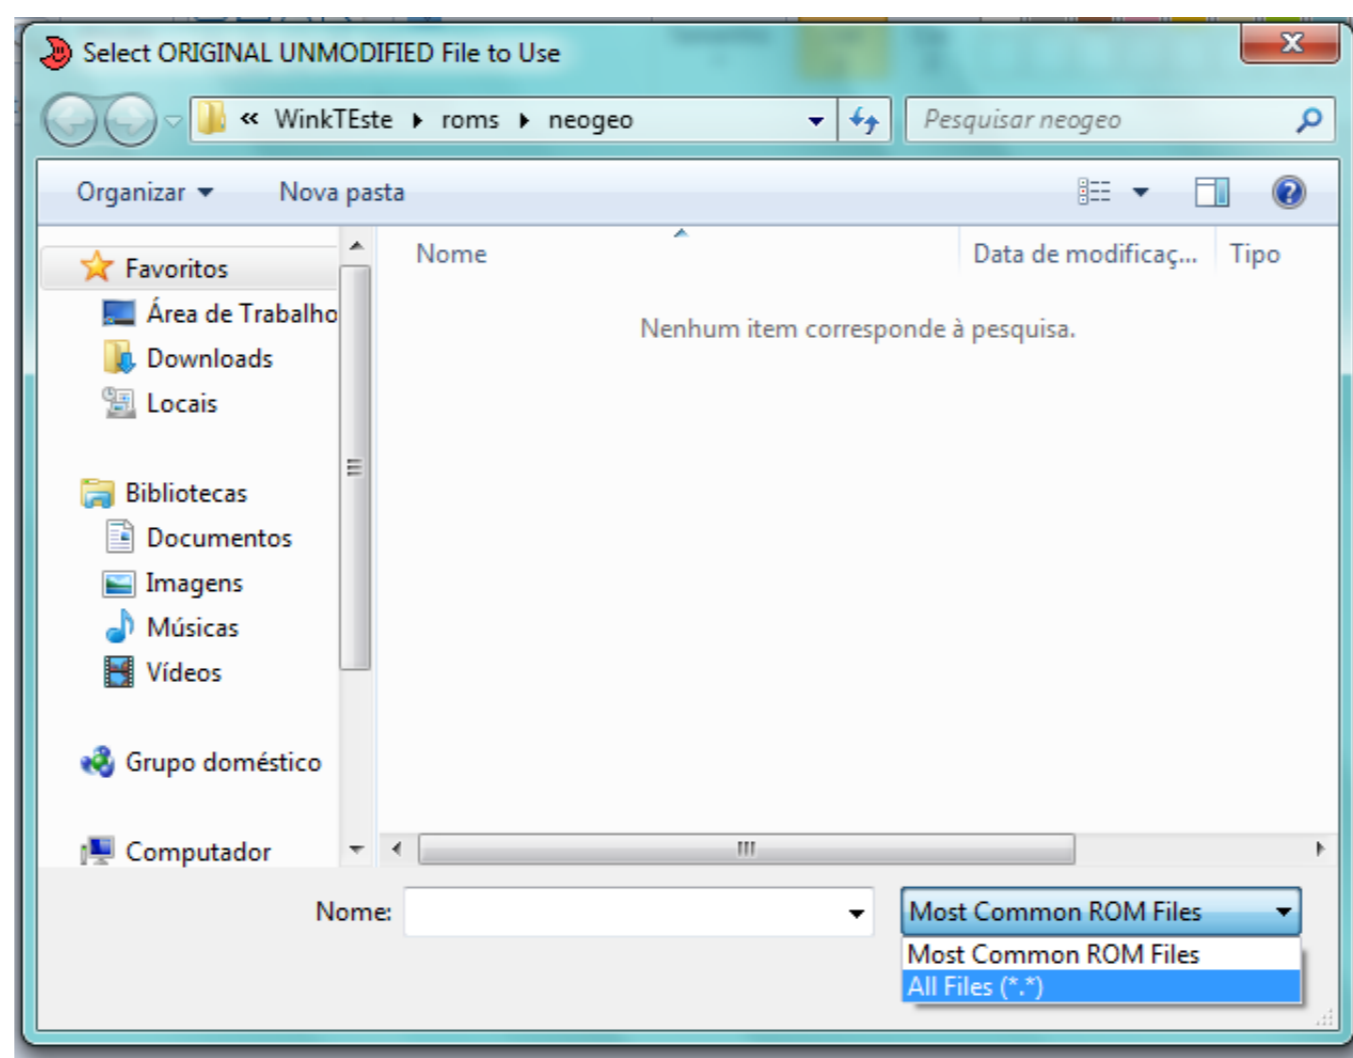 Select ORIGINAL UNMODIFIED File to Use
« WinkTEste roms neogeo
Pesquisar neogeo
Organizar Nova pasta
Nome Data de modificaç... Tipo
Favoritos
Área de Trabalho
Downloads
Locais
Bibliotecas
Documentos
Imagens
Músicas
Vídeos
Grupo doméstico
Computador
Nenhum item corresponde à pesquisa.
Nome:
Most Common ROM Files
Most Common ROM Files
All Files (*.*)